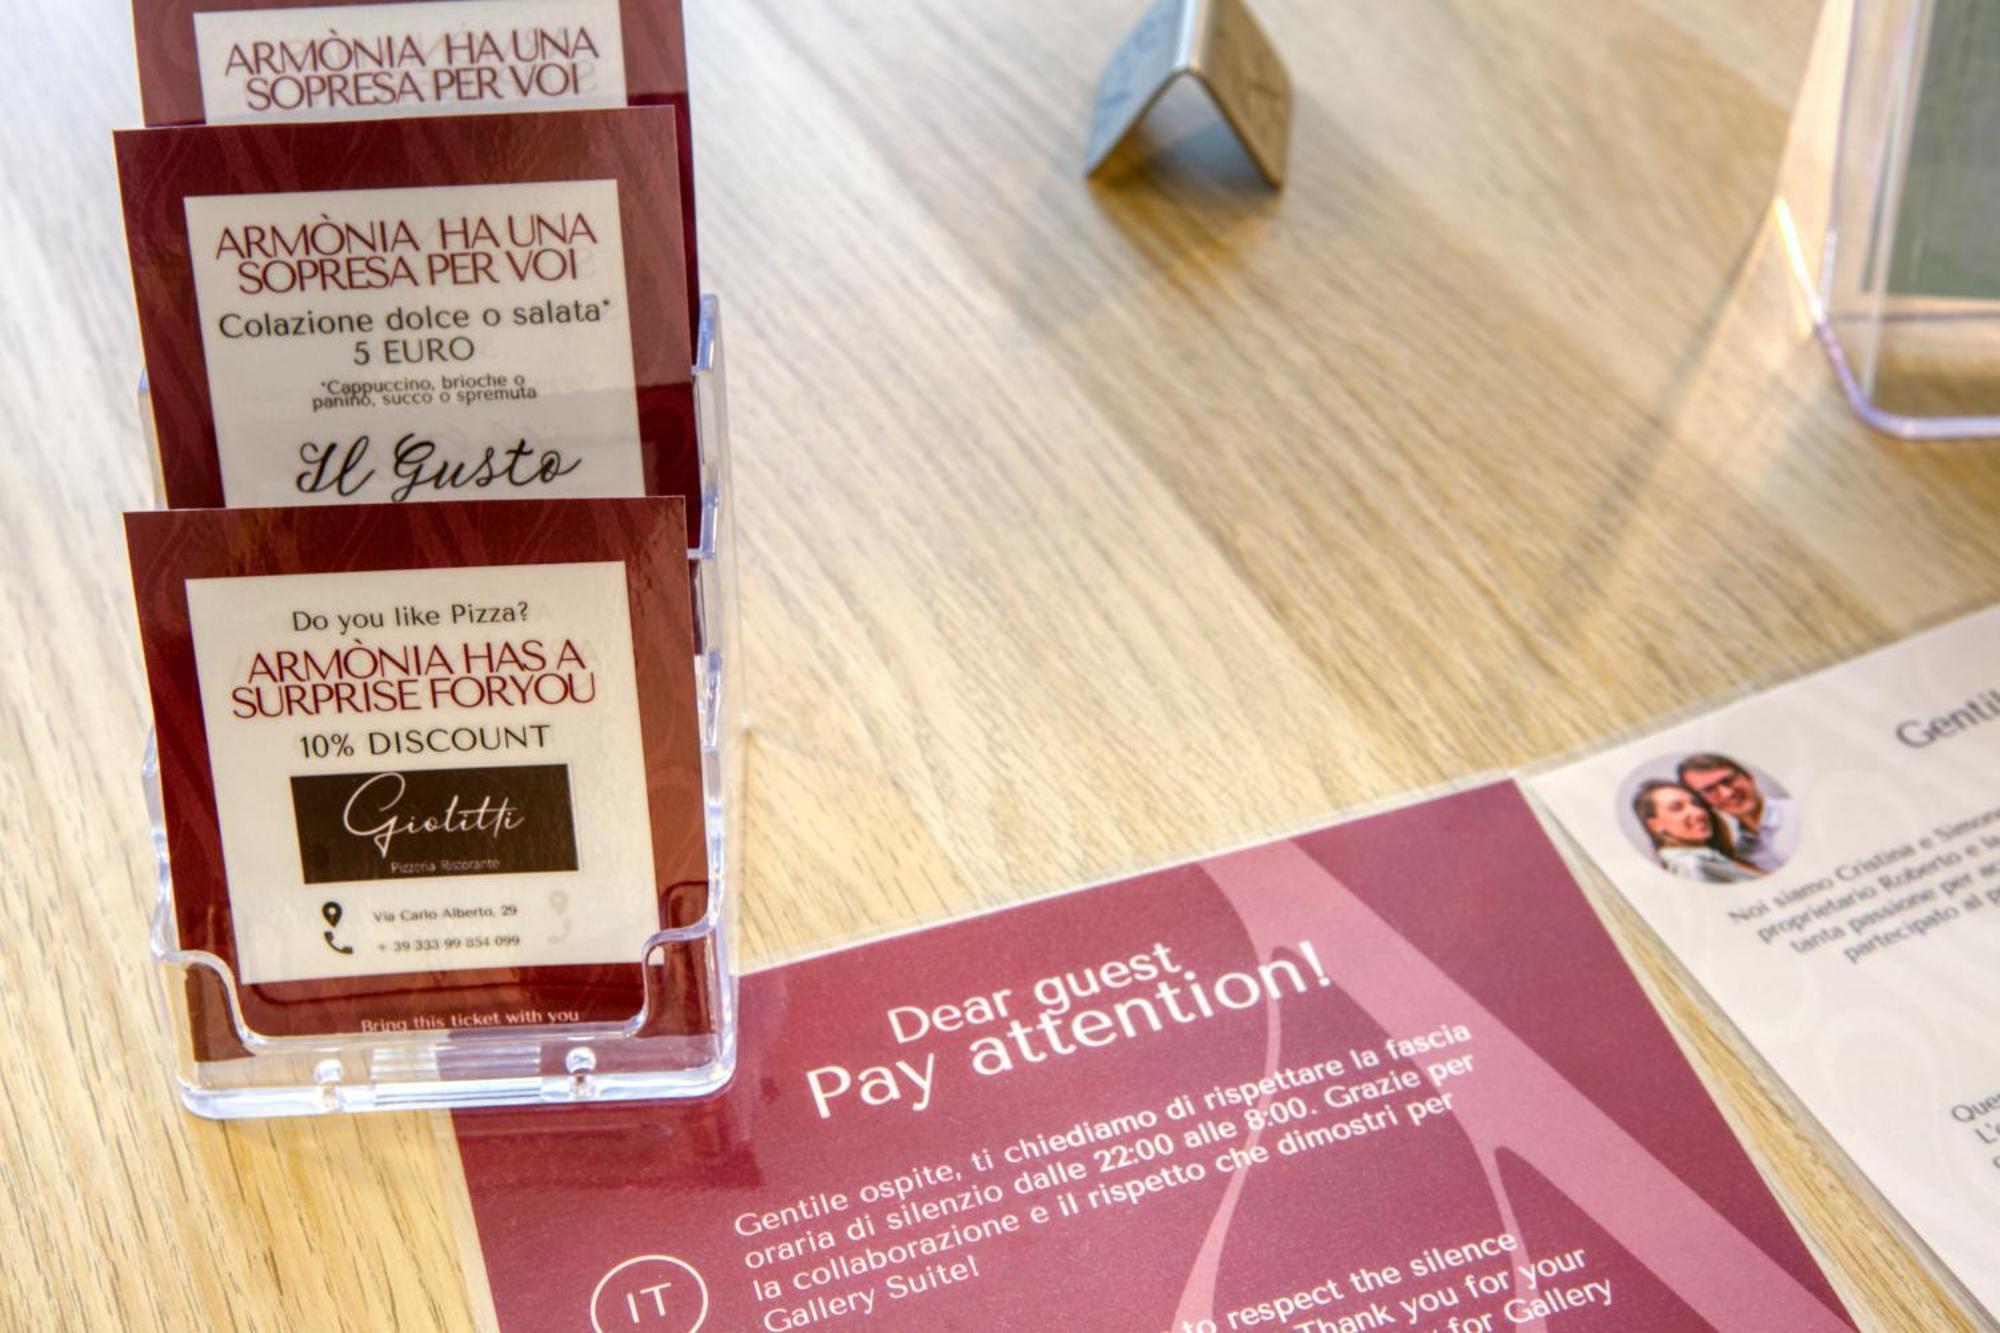 ARMÒNIA HA UNA
SOPRESA PER VOI
ARMÒNIA HA UNA
SOPRESA PER VOI
Colazione dolce o salata*
5 EURO
*Cappuccino, brioche o
panino, succo o spremuta
Il Gusto
Do you like Pizza?
ARMÒNIA HAS A
SURPRISE FORYOU
10% DISCOUNT
Giolitti
Pizzeria Ristorante
Via Carlo Alberto, 29
+ 39 333 99 854 099
Bring this ticket with you
Dear guest
Pay attention!
Gentile ospite, ti chiediamo di rispettare la fascia
oraria di silenzio dalle 22:00 alle 8:00. Grazie per
la collaborazione e il rispetto che dimostri per
Gallery Suite!
IT
to respect the silence
Thank you for your
for Gallery
Noi siamo Cristina e
proprietario Roberto e la
tanta passione per
partecipato al